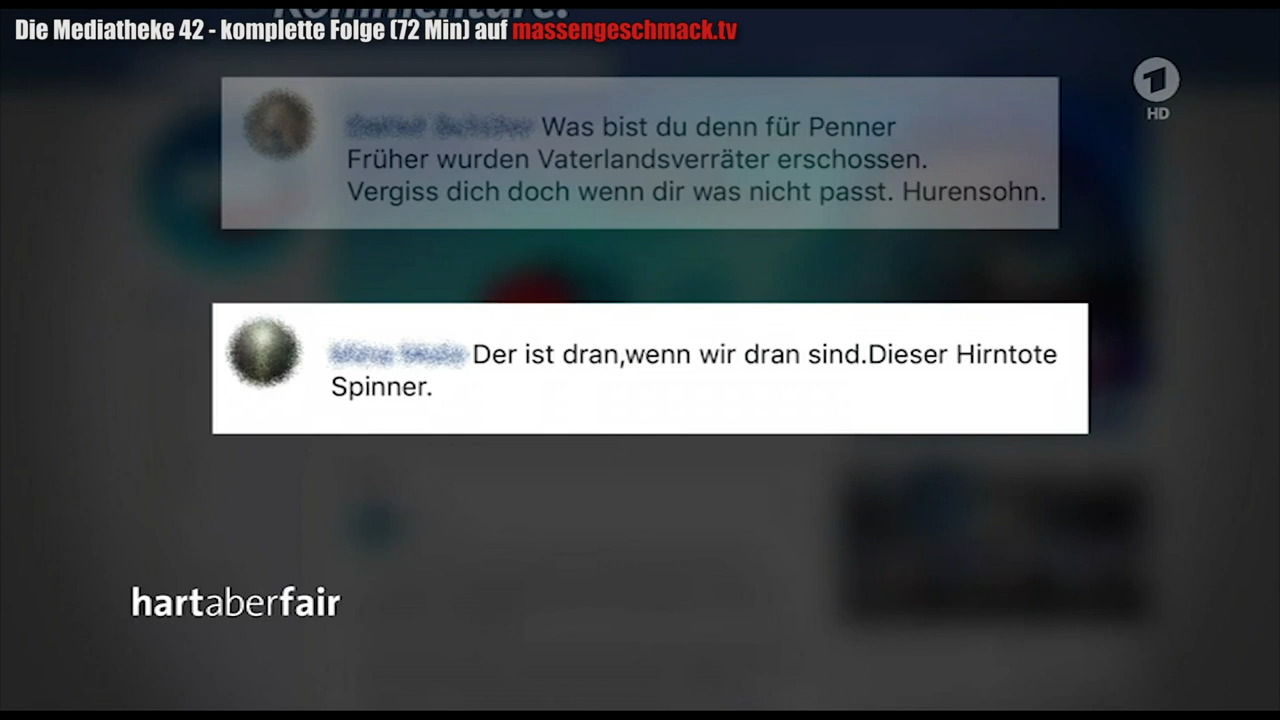 Kommentare:
Die Mediatheke 42 - komplette Folge (72 Min) auf massengeschmack.tv
1
HD
Was bist du denn für Penner
Früher wurden Vaterlandsverräter erschossen.
Vergiss dich doch wenn dir was nicht passt. Hurensohn.
Der ist dran,wenn wir dran sind.Dieser Hirntote
Spinner.
hartaberfair